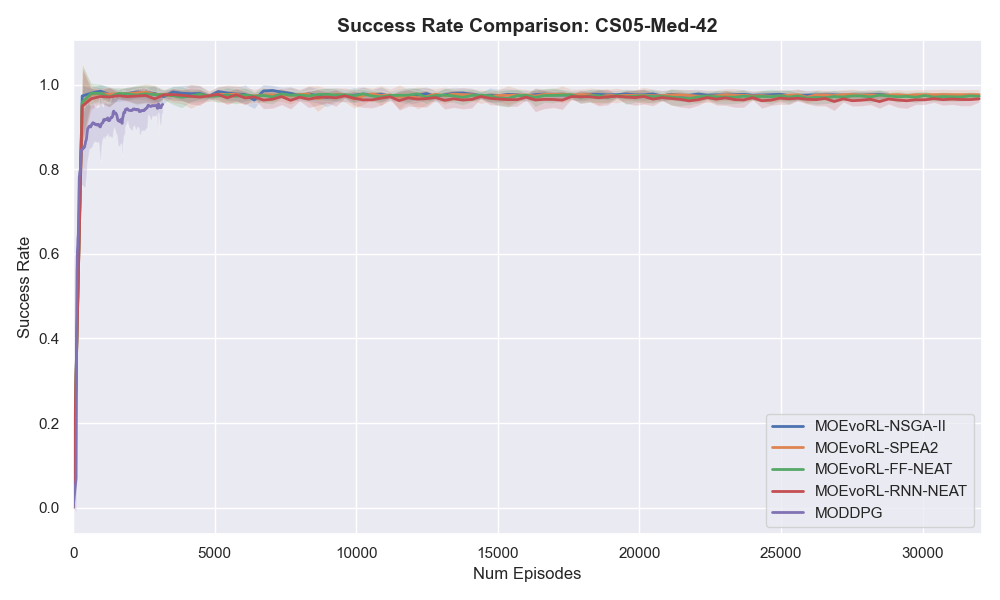 Success Rate Comparison: CS05-Med-42
Success Rate
1.0
0.8
0.6
0.4
0.2
0.0
0 5000 10000 15000 20000 25000 30000
Num Episodes
MOEvoRL-NSGA-II
MOEvoRL-SPEA2
MOEvoRL-FF-NEAT
MOEvoRL-RNN-NEAT
MODDPG